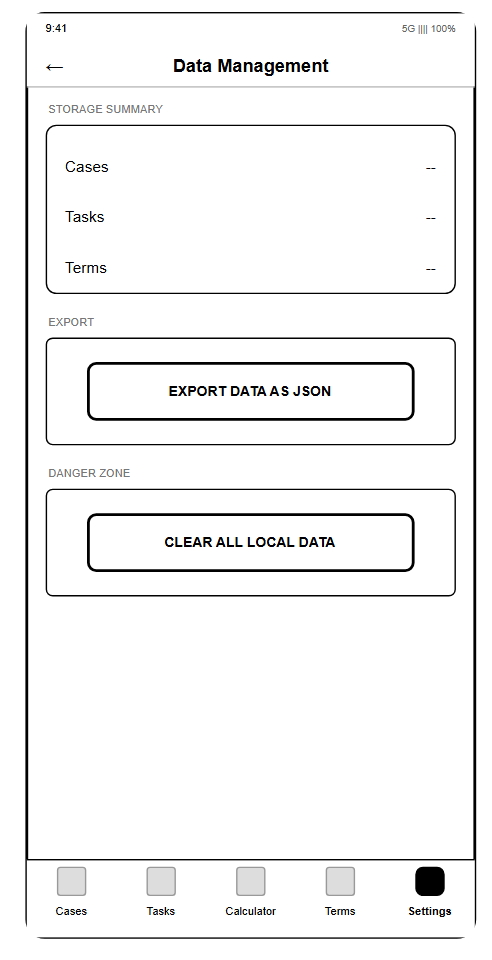 9:41 5G |||| 100%
← Data Management
STORAGE SUMMARY
Cases --
Tasks --
Terms --
EXPORT
EXPORT DATA AS JSON
DANGER ZONE
CLEAR ALL LOCAL DATA
Cases Tasks Calculator Terms Settings